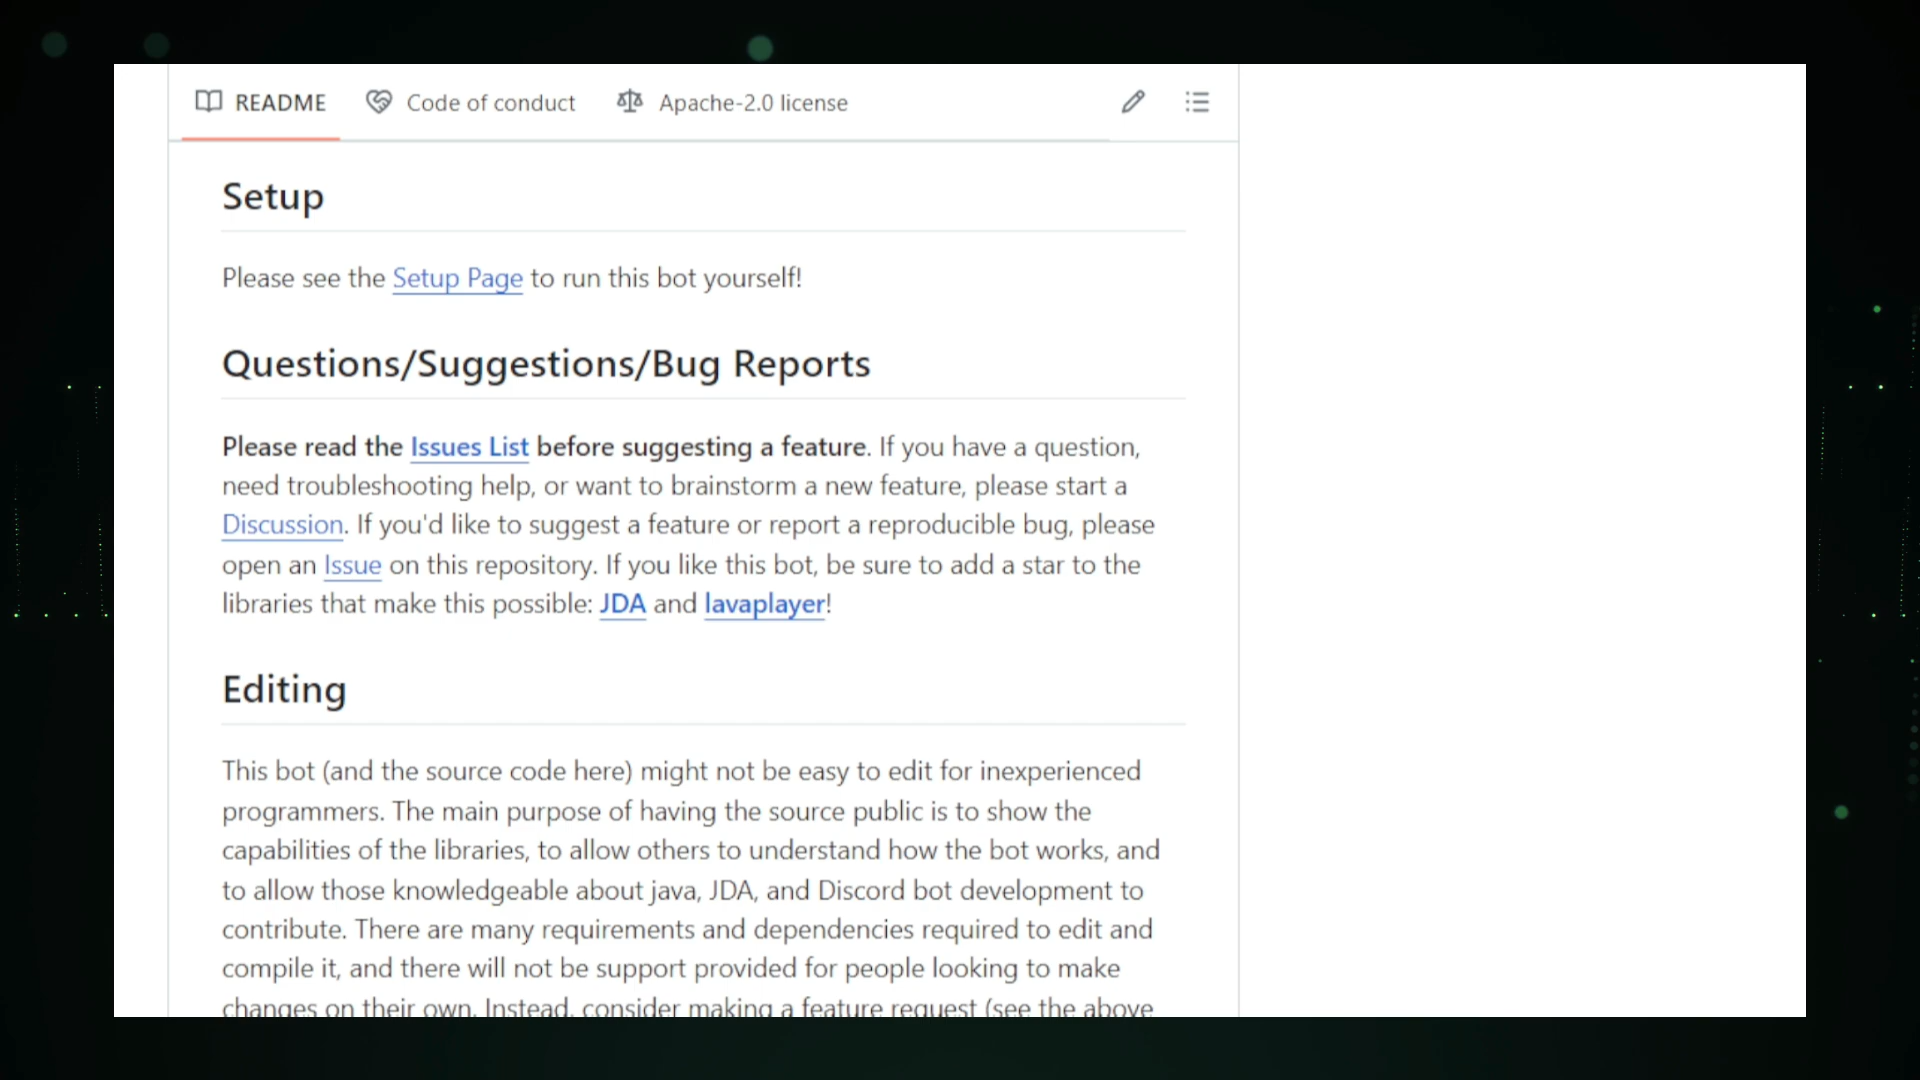 README Code of conduct Apache-2.0 license
Setup
Please see the Setup Page to run this bot yourself!
Questions/Suggestions/Bug Reports
Please read the Issues List before suggesting a feature. If you have a question,
need troubleshooting help, or want to brainstorm a new feature, please start a
Discussion. If you'd like to suggest a feature or report a reproducible bug, please
open an Issue on this repository. If you like this bot, be sure to add a star to the
libraries that make this possible: JDA and lavaplayer!
Editing
This bot (and the source code here) might not be easy to edit for inexperienced
programmers. The main purpose of having the source public is to show the
capabilities of the libraries, to allow others to understand how the bot works, and
to allow those knowledgeable about java, JDA, and Discord bot development to
contribute. There are many requirements and dependencies required to edit and
compile it, and there will not be support provided for people looking to make
changes on their own. Instead, consider making a feature request (see the above